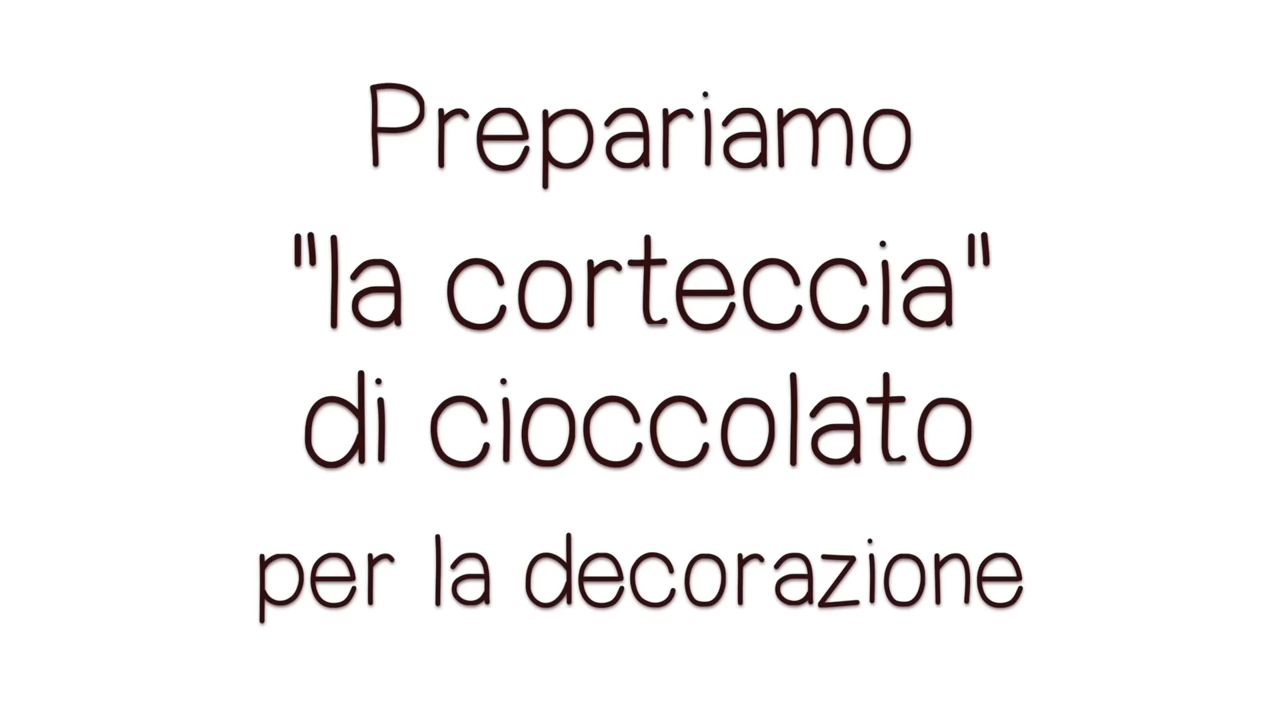 Prepariamo
"la corteccia"
di cioccolato
per la decorazione